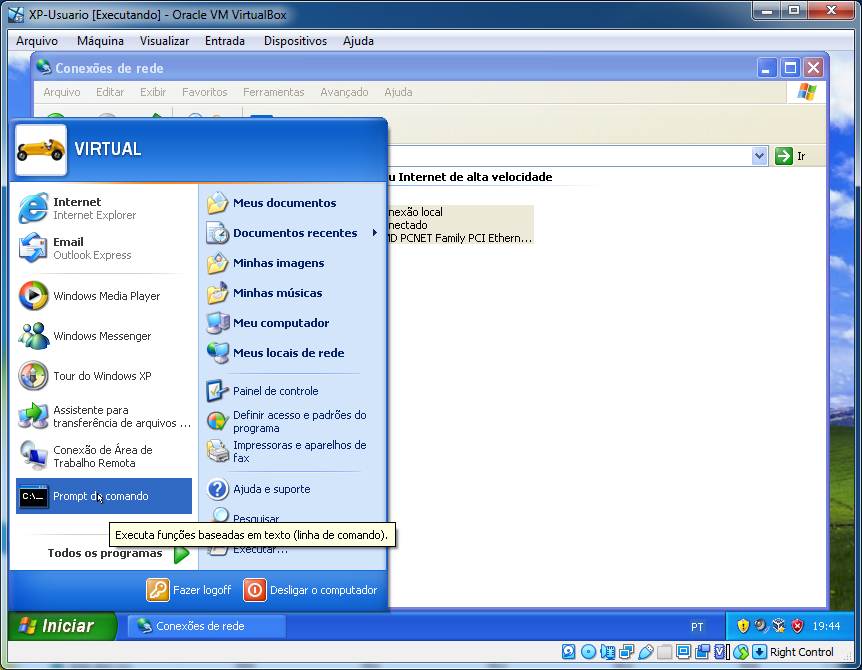 XP-Usuario [Executando] - Oracle VM VirtualBox
Arquivo Máquina Visualizar Entrada Dispositivos Ajuda
Conexões de rede
Arquivo Editar Exibir Favoritos Ferramentas Avançado Ajuda
Ir
VIRTUAL
u Internet de alta velocidade
nexão local
nectado
MD PCNET Family PCI Ethern...
Internet
Internet Explorer
Email
Outlook Express
Windows Media Player
Windows Messenger
Tour do Windows XP
Assistente para
transferência de arquivos ...
Conexão de Área de
Trabalho Remota
C:\_
Prompt de comando
Todos os programas
Meus documentos
Documentos recentes
Minhas imagens
Minhas músicas
Meu computador
Meus locais de rede
Painel de controle
Definir acesso e padrões do
programa
Impressoras e aparelhos de
fax
Ajuda e suporte
Pesquisar
Executar...
Executa funções baseadas em texto (linha de comando).
Fazer logoff
Desligar o computador
Iniciar
Conexões de rede
PT
19:44
Right Control